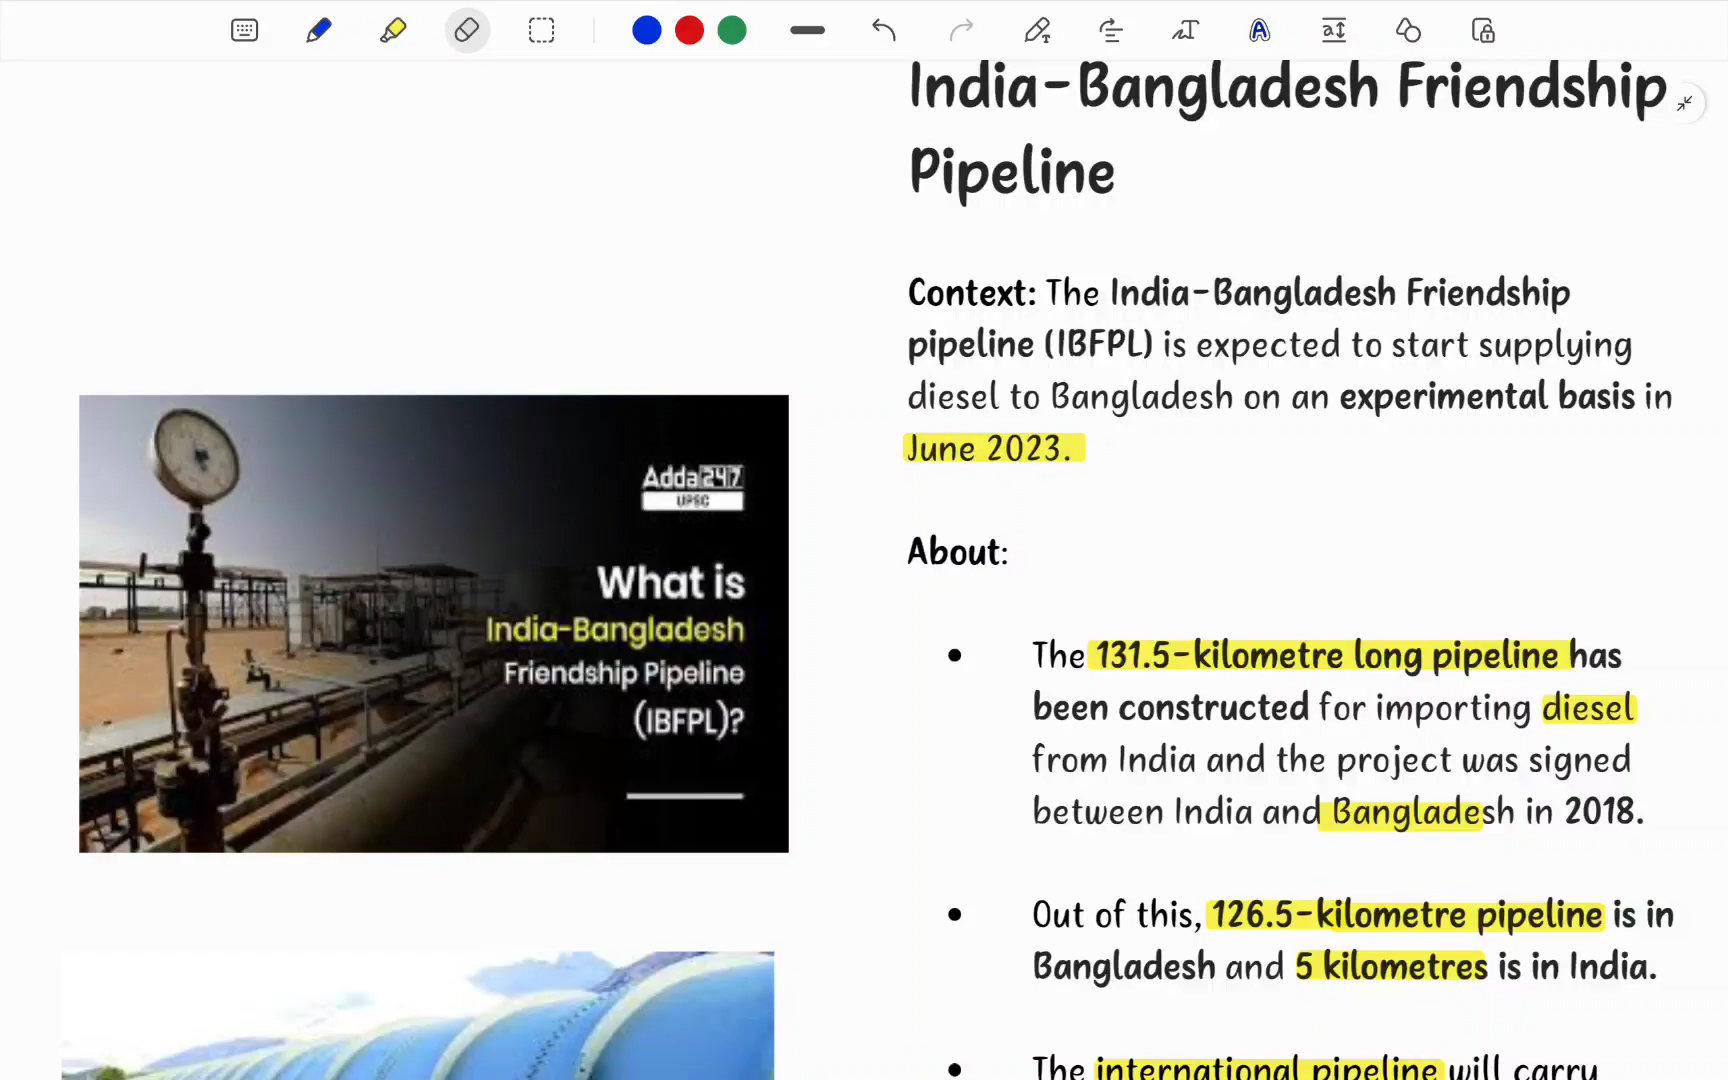 India-Bangladesh Friendship
Pipeline
Context: The India-Bangladesh Friendship
pipeline (IBFPL) is expected to start supplying
diesel to Bangladesh on an experimental basis in
June 2023.
About:
• The 131.5-kilometre long pipeline has
been constructed for importing diesel
from India and the project was signed
between India and Bangladesh in 2018.
• Out of this, 126.5-kilometre pipeline is in
Bangladesh and 5 kilometres is in India.
• The international pipeline will carry
Adda247
UPSC
What is
India-Bangladesh
Friendship Pipeline
(IBFPL)?